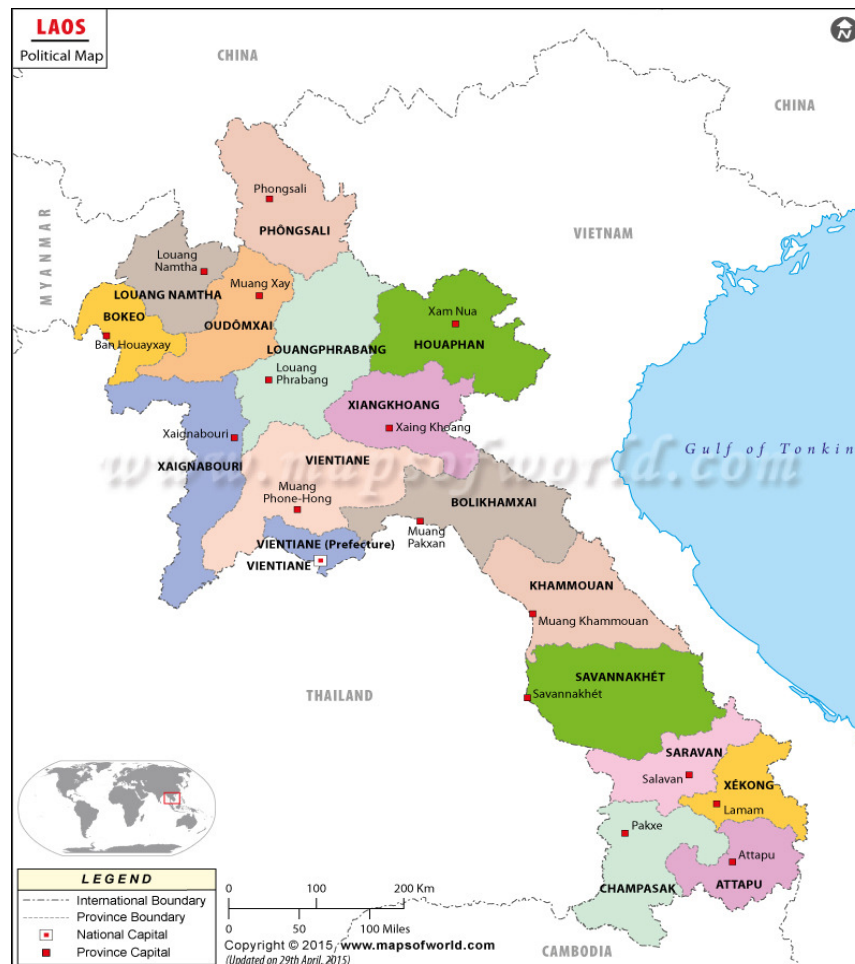 LAOS
Political Map
N
CHINA
CHINA
MYANMAR
VIETNAM
Phongsali
PHÔNGSALI
Louang
Namtha
LOUANG NAMTHA
Muang Xay
OUDÔMXAI
BOKEO
Ban Houayxay
Xam Nua
HOUAPHAN
LOUANGPHRABANG
Louang
Phrabang
XIANGKHOANG
Xaing Khoang
Xaignabouri
XAIGNABOURI
VIENTIANE
Gulf of Tonkin
www.mapsofworld.com
Muang
Phone-Hong
BOLIKHAMXAI
Muang
Pakxan
VIENTIANE (Prefecture)
VIENTIANE
KHAMMOUAN
Muang Khammouan
SAVANNAKHÉT
Savannakhét
THAILAND
SARAVAN
Salavan
XÉKONG
Lamam
Pakxe
Attapu
CHAMPASAK
ATTAPU
CAMBODIA
LEGEND
International Boundary
Province Boundary
National Capital
Province Capital
0 100 200 Km
0 50 100 Miles
Copyright © 2015 www.mapsofworld.com
(Updated on 29th April, 2015)